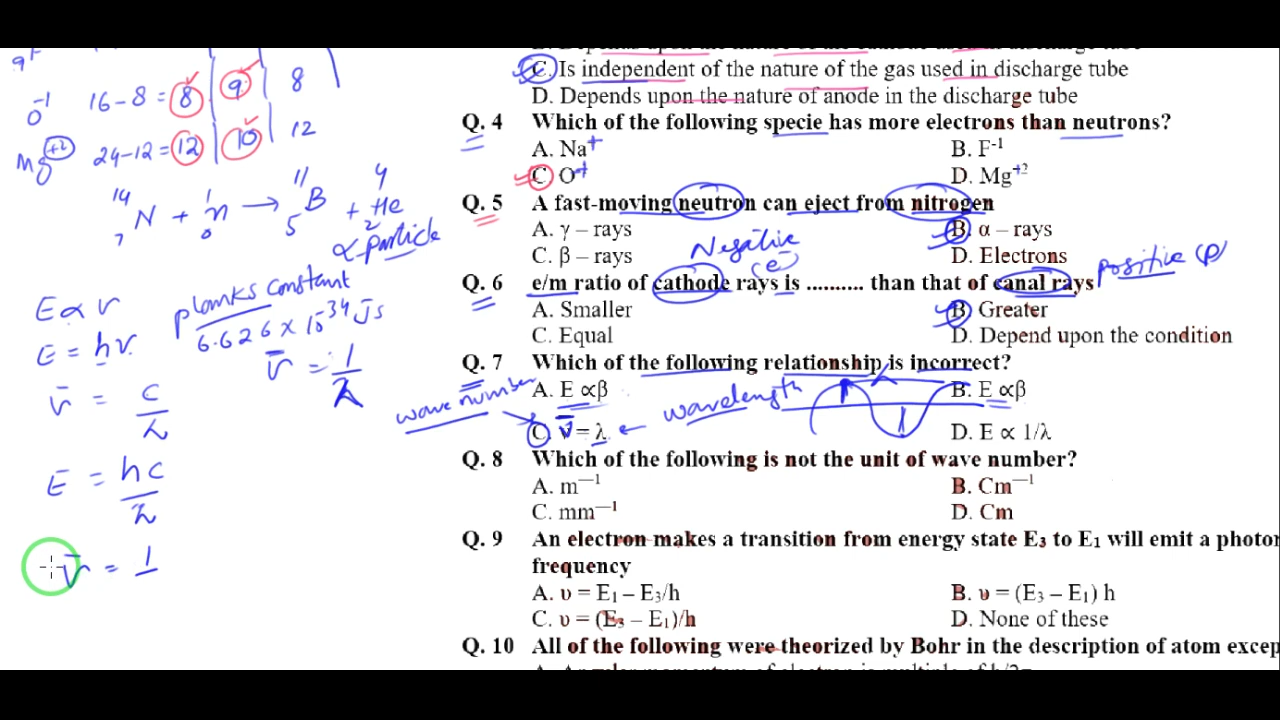 9F
O⁻¹ 16-8 = 8 | 9 | 8
Mg⁺² 24-12 = 12 | 10 | 12
¹⁴₇N + ¹₀n → ¹¹₅B + ⁴₂He
α particle
E∝ν
planks constant
E = hν
6.626 × 10⁻³⁴ Js
ν̄ = 1/λ
ν̄ = c/λ
E = hc/λ
ν̄ = 1
C. Is independent of the nature of the gas used in discharge tube
D. Depends upon the nature of anode in the discharge tube
Q. 4 Which of the following specie has more electrons than neutrons?
A. Na⁺ B. F⁻¹
C O⁻¹ D. Mg⁺²
Q. 5 A fast-moving neutron can eject from nitrogen
A. γ – rays B. α – rays
C. β – rays D. Electrons
Negative (e⁻)
positive (p)
Q. 6 e/m ratio of cathode rays is .......... than that of canal rays
A. Smaller B. Greater
C. Equal D. Depend upon the condition
Q. 7 Which of the following relationship is incorrect?
A. E ∝β B. E ∝β
wave number
wavelength
C. ν̄ = λ D. E ∝ 1/λ
Q. 8 Which of the following is not the unit of wave number?
A. m⁻¹ B. Cm⁻¹
C. mm⁻¹ D. Cm
Q. 9 An electron makes a transition from energy state E₃ to E₁ will emit a photon
frequency
A. υ = E₁ – E₃/h B. υ = (E₃ – E₁) h
C. υ = (E₃ – E₁)/h D. None of these
Q. 10 All of the following were theorized by Bohr in the description of atom excep